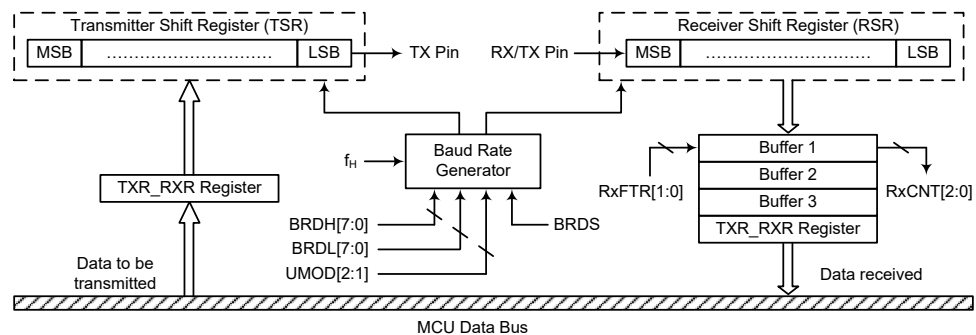 Transmitter Shift Register (TSR)
MSB
..............................
LSB
TX Pin
RX/TX Pin
Receiver Shift Register (RSR)
MSB
..............................
LSB
TXR_RXR Register
Data to be
transmitted
fH
Baud Rate
Generator
BRDH[7:0]
BRDL[7:0]
UMOD[2:1]
BRDS
RxFTR[1:0]
Buffer 1
Buffer 2
Buffer 3
TXR_RXR Register
RxCNT[2:0]
Data received
MCU Data Bus